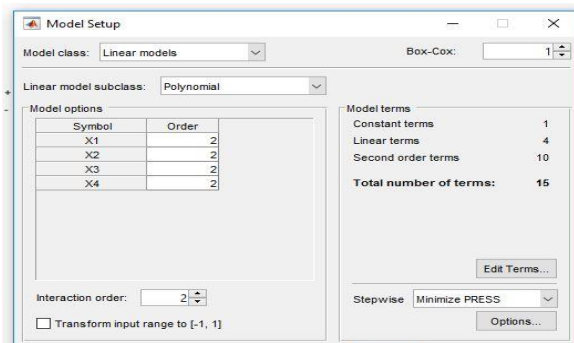 Model Setup
Model class: Linear models Box-Cox: 1
Linear model subclass: Polynomial
Model options
Symbol Order
X1 2
X2 2
X3 2
X4 2
Interaction order: 2
Transform input range to [-1, 1]
Model terms
Constant terms 1
Linear terms 4
Second order terms 10
Total number of terms: 15
Edit Terms...
Stepwise Minimize PRESS
Options...